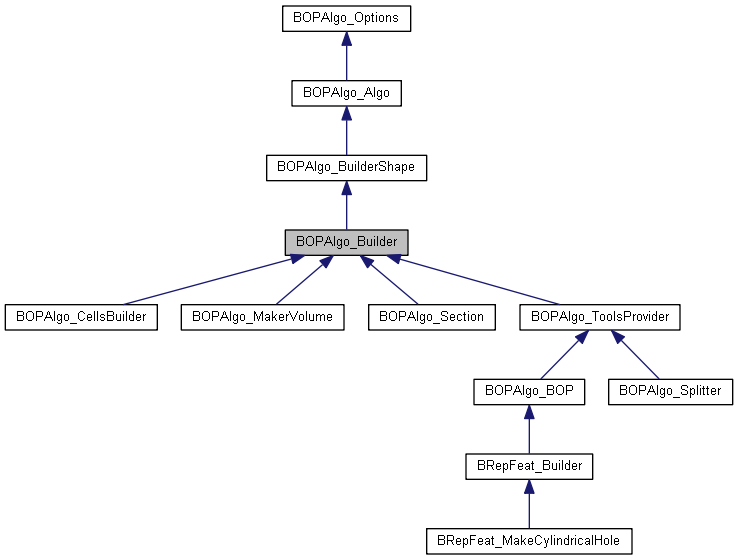 BOPAlgo_Options
BOPAlgo_Algo
BOPAlgo_BuilderShape
BOPAlgo_Builder
BOPAlgo_CellsBuilder
BOPAlgo_MakerVolume
BOPAlgo_Section
BOPAlgo_ToolsProvider
BOPAlgo_BOP
BOPAlgo_Splitter
BRepFeat_Builder
BRepFeat_MakeCylindricalHole